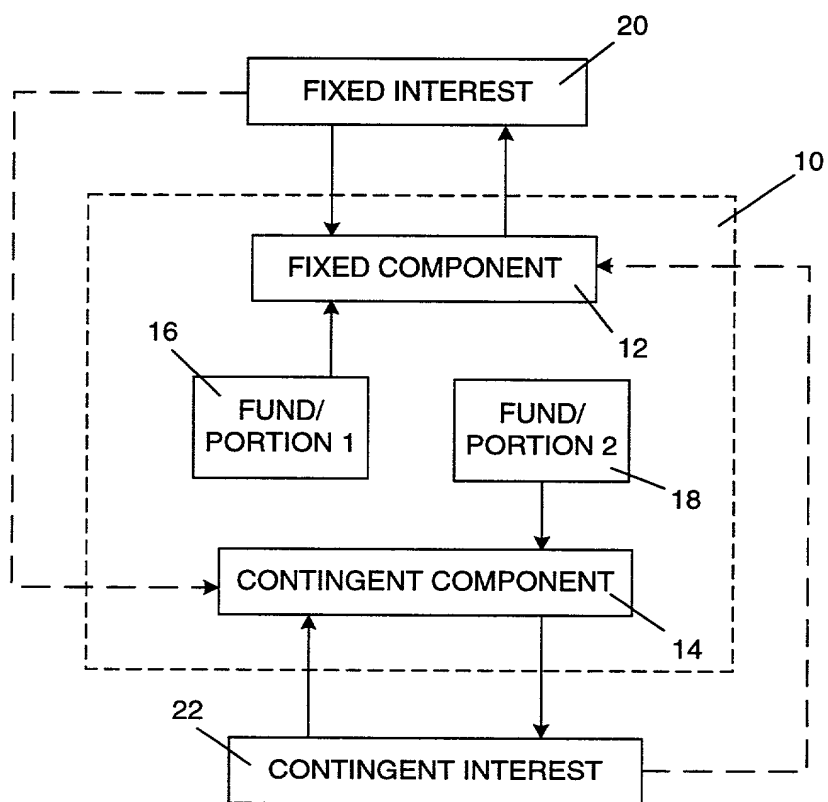 20
FIXED INTEREST
10
FIXED COMPONENT
12
16
FUND/
PORTION 1
FUND/
PORTION 2
18
CONTINGENT COMPONENT
14
22
CONTINGENT INTEREST